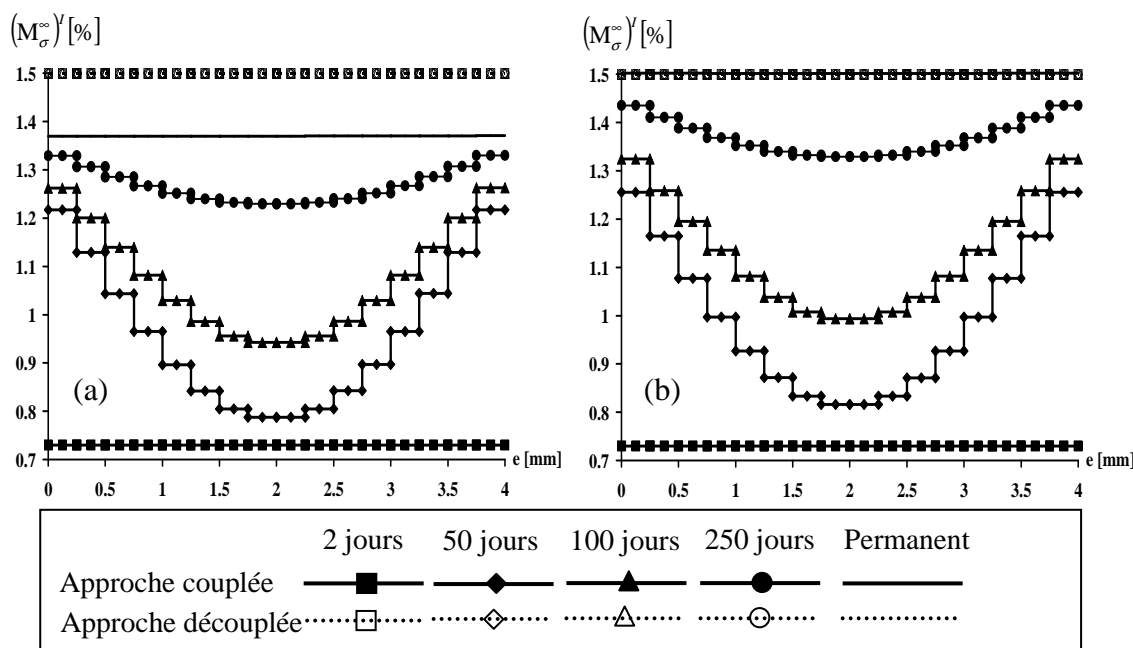 (M∞σ)ᴵ [%]
1.5
1.4
1.3
1.2
1.1
1
0.9
0.8
0.7
(a)
e [mm]
0 0.5 1 1.5 2 2.5 3 3.5 4
(M∞σ)ᴵ [%]
1.5
1.4
1.3
1.2
1.1
1
0.9
0.8
0.7
(b)
e [mm]
0 0.5 1 1.5 2 2.5 3 3.5 4
2 jours 50 jours 100 jours 250 jours Permanent
Approche couplée
Approche découplée